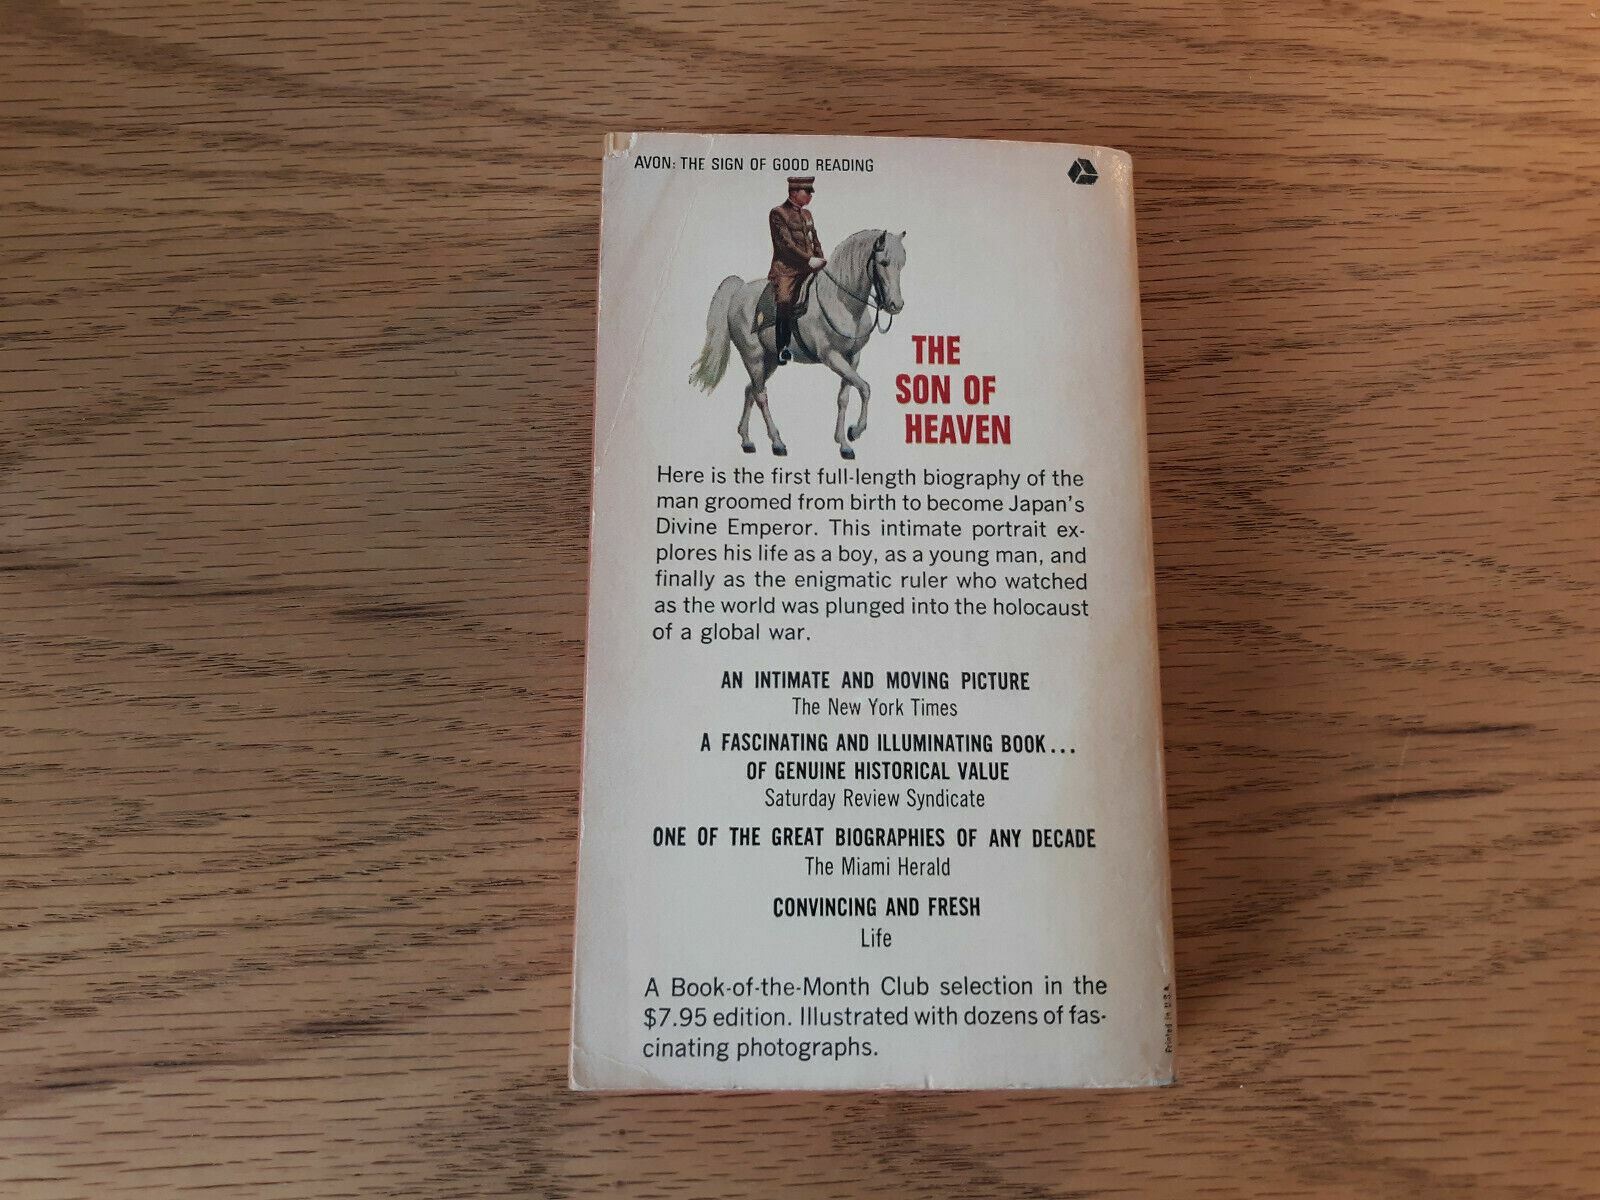 AVON: THE SIGN OF GOOD READING
THE
SON OF
HEAVEN
Here is the first full-length biography of the
man groomed from birth to become Japan's
Divine Emperor. This intimate portrait ex-
plores his life as a boy, as a young man, and
finally as the enigmatic ruler who watched
as the world was plunged into the holocaust
of a global war.
AN INTIMATE AND MOVING PICTURE
The New York Times
A FASCINATING AND ILLUMINATING BOOK...
OF GENUINE HISTORICAL VALUE
Saturday Review Syndicate
ONE OF THE GREAT BIOGRAPHIES OF ANY DECADE
The Miami Herald
CONVINCING AND FRESH
Life
A Book-of-the-Month Club selection in the
$7.95 edition. Illustrated with dozens of fas-
cinating photographs.
Printed in U.S.A.